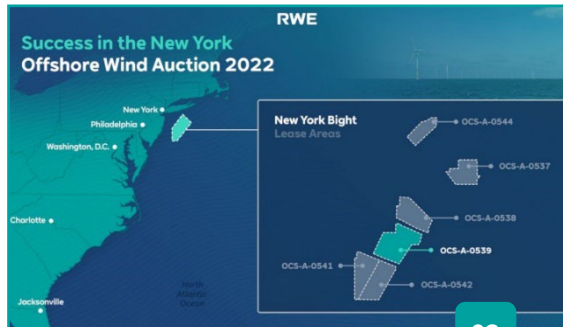 RWE
Success in the New York
Offshore Wind Auction 2022
New York
Philadelphia
Washington, D.C.
Charlotte
Jacksonville
North
Atlantic
Ocean
New York Bight
Lease Areas
OCS-A-0544
OCS-A-0537
OCS-A-0538
OCS-A-0539
OCS-A-0541
OCS-A-0542